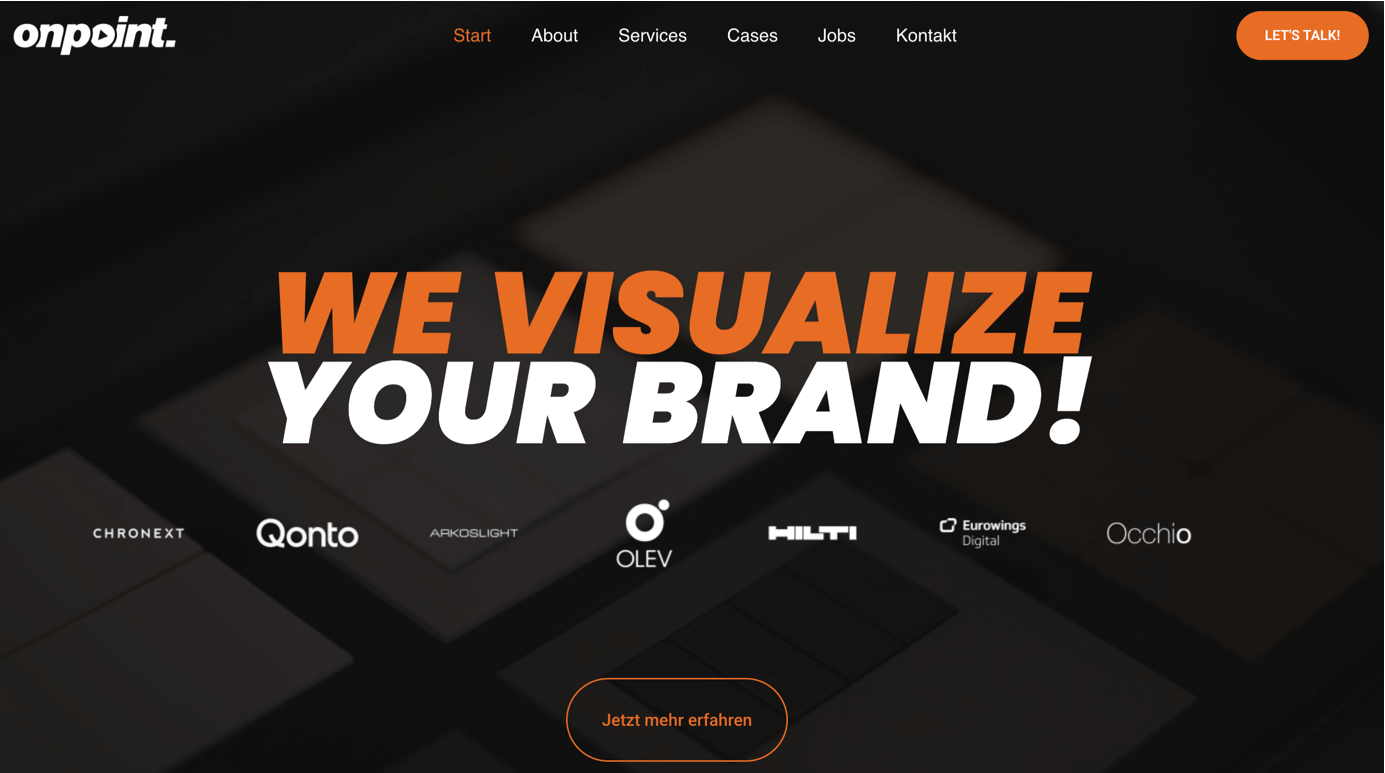 onpoint.
Start About Services Cases Jobs Kontakt
LET'S TALK!
WE VISUALIZE
YOUR BRAND!
CHRONEXT
Qonto
ARKOSLIGHT
OLEV
HILTI
Eurowings
Digital
Occhio
Jetzt mehr erfahren